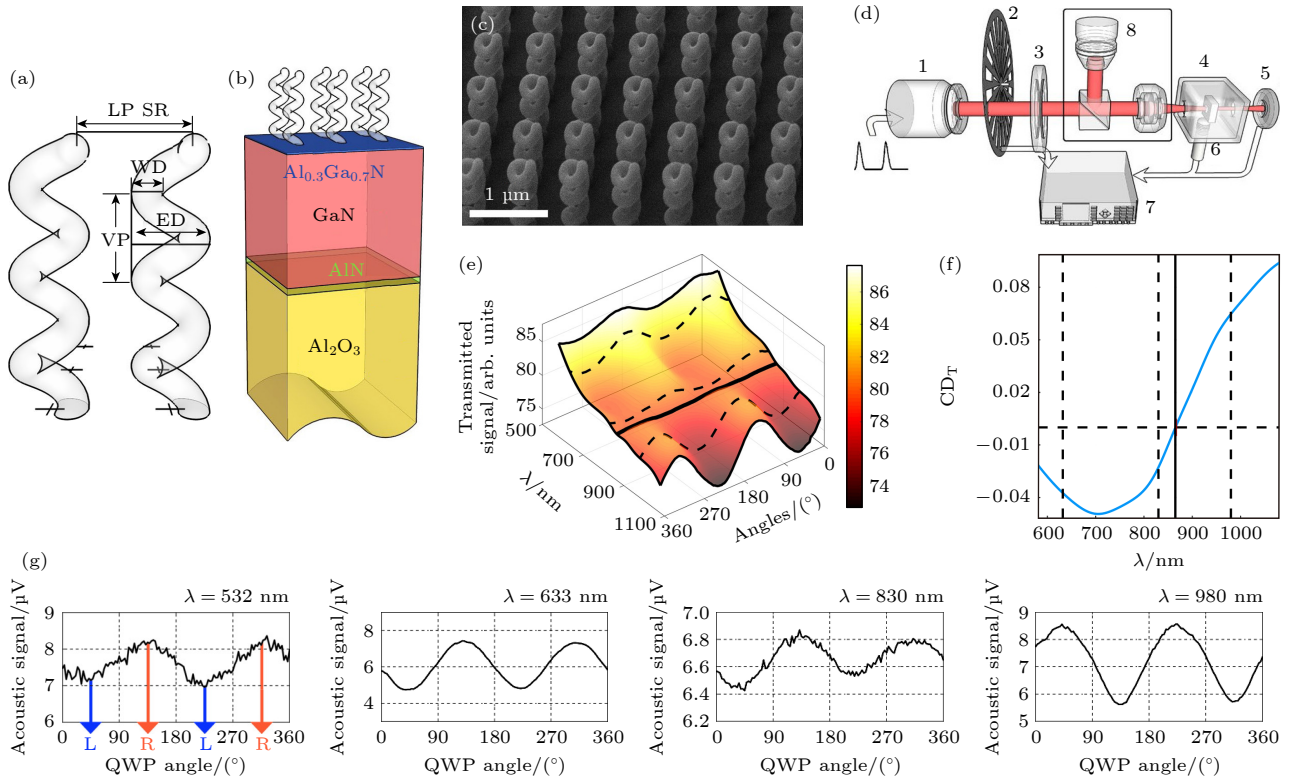 (a)
LP SR
WD
ED
VP
(b)
Al0.3Ga0.7N
GaN
AlN
Al2O3
(c)
1 μm
(d)
1
2
3
8
4
5
6
7
(e)
Transmitted
signal/arb. units
85
80
75
500
700
900
1100
λ/nm
360
270
180
90
0
Angles/(°)
86
84
82
80
78
76
74
(f)
CDT
0.08
0.05
0.02
−0.01
−0.04
600
700
800
900
1000
λ/nm
(g)
λ = 532 nm
Acoustic signal/μV
9
8
7
6
0
90
180
270
360
L
R
L
R
QWP angle/(°)
λ = 633 nm
Acoustic signal/μV
8
6
4
0
90
180
270
360
QWP angle/(°)
λ = 830 nm
Acoustic signal/μV
7.0
6.8
6.6
6.4
6.2
0
90
180
270
360
QWP angle/(°)
λ = 980 nm
Acoustic signal/μV
9
8
7
6
5
0
90
180
270
360
QWP angle/(°)